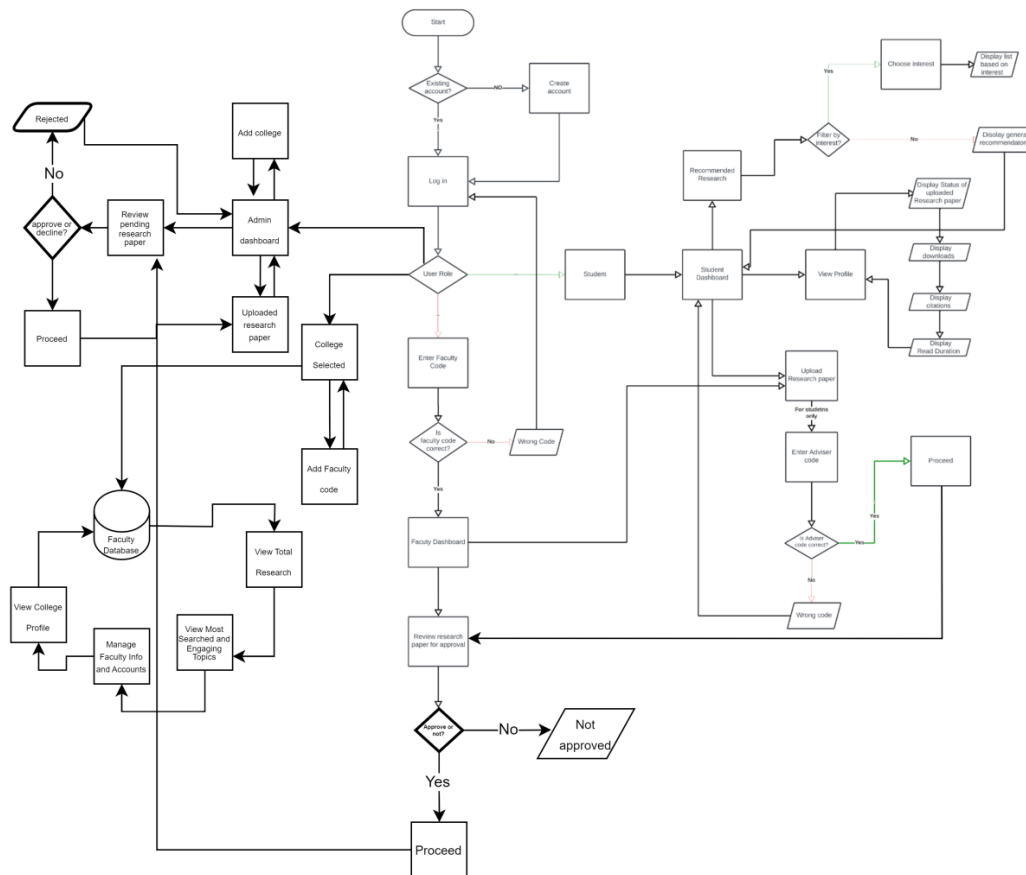 Start
Existing
account?
NO
Create
account
Yes
Choose Interest
Display list
based on
interest
Yes
Filter by
interest?
No
Disolay general
Rejected
Add college
No
Log in
Recommended
Research
Display Status of
uploaded
Research paper
approve or
decline?
Review
pending
research
paper
Admin
dashboard
User Role
Student
Student
Dashboard
View Profile
Display
downloads
Display
citations
Display
Read Duration
Proceed
Uploaded
research
paper
College
Selected
Enter Faculty
Code
Upload
Research paper
For studetns
only
Is
faculty code
correct?
No
Wrong Code
Enter Adviser
code
Proceed
Add Faculty
code
Yes
Yes
Is Adviser
code correct?
Yes
Faculty
Database
Facuty Dashboard
No
View Total
Research
Wrong code
View College
Profile
Manage
Faculty Info
and Accounts
View Most
Searched and
Engaging
Topics
Review research
paper for approval
Approve or
not?
No
Not
approved
Yes
Proceed